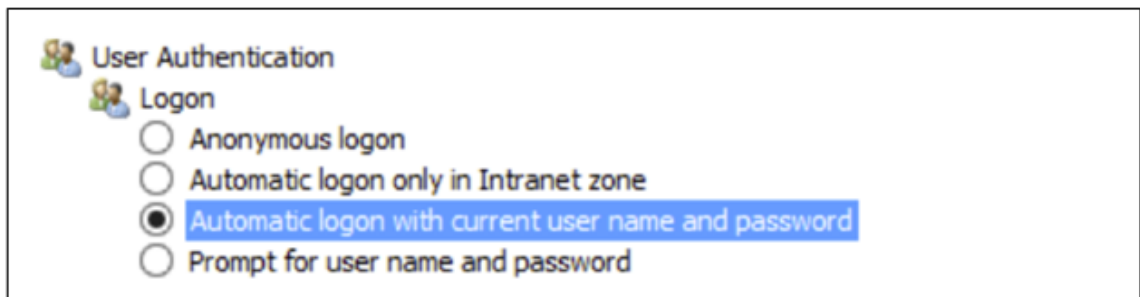 User Authentication
Logon
Anonymous logon
Automatic logon only in Intranet zone
Automatic logon with current user name and password
Prompt for user name and password